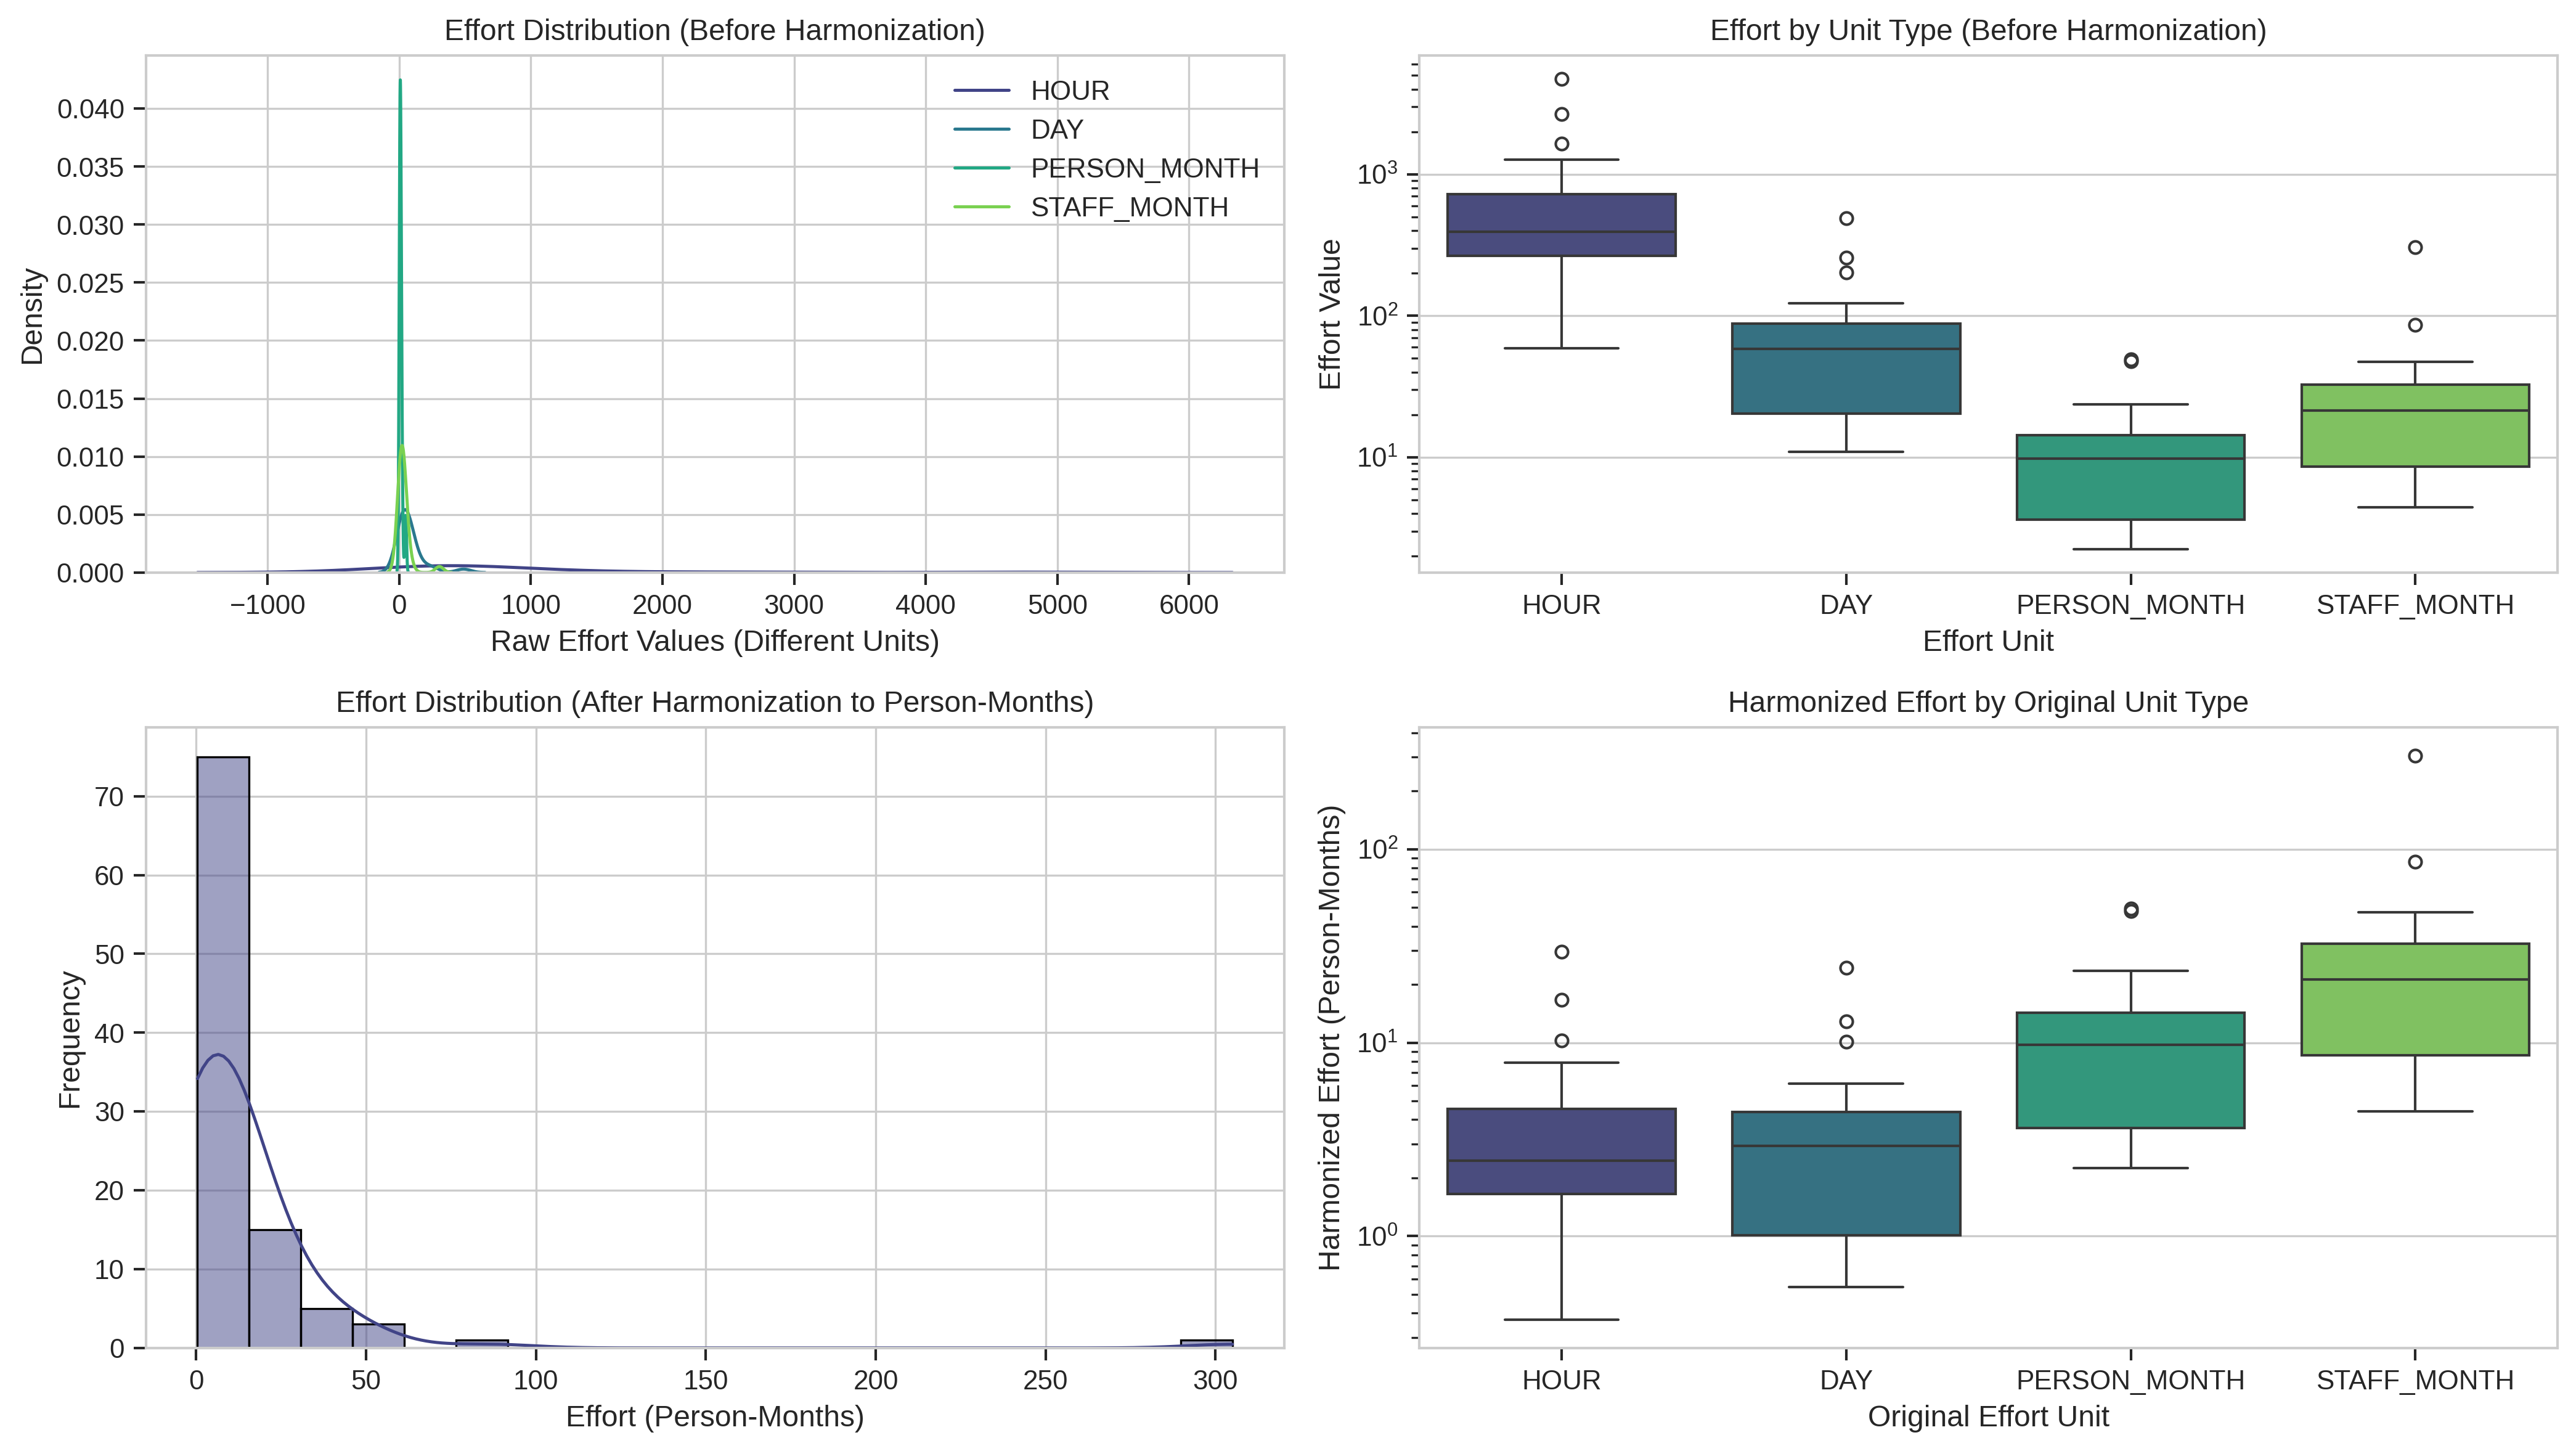 Effort Distribution (Before Harmonization)
0.040
0.035
0.030
0.025
0.020
0.015
0.010
0.005
0.000
Density
HOUR
DAY
PERSON_MONTH
STAFF_MONTH
−1000 0 1000 2000 3000 4000 5000 6000
Raw Effort Values (Different Units)
Effort by Unit Type (Before Harmonization)
10³
10²
10¹
Effort Value
HOUR DAY PERSON_MONTH STAFF_MONTH
Effort Unit
Effort Distribution (After Harmonization to Person-Months)
70
60
50
40
30
20
10
0
Frequency
0 50 100 150 200 250 300
Effort (Person-Months)
Harmonized Effort by Original Unit Type
10²
10¹
10⁰
Harmonized Effort (Person-Months)
HOUR DAY PERSON_MONTH STAFF_MONTH
Original Effort Unit